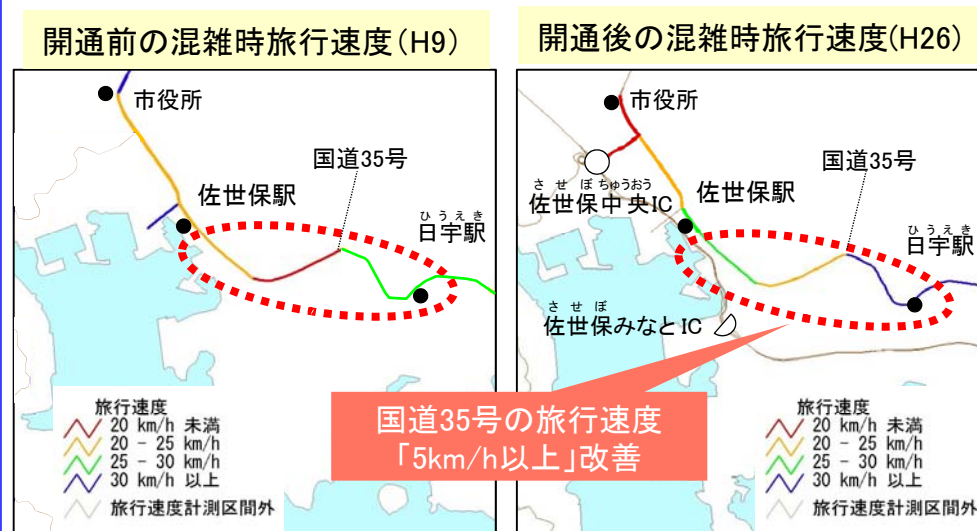 開通前の混雑時旅行速度(H9)
市役所
国道35号
佐世保駅
ひうえき
日宇駅
旅行速度
20 km/h 未満
20 - 25 km/h
25 - 30 km/h
30 km/h 以上
旅行速度計測区間外
開通後の混雑時旅行速度(H26)
市役所
国道35号
させぼちゅうおう
佐世保中央IC
佐世保駅
ひうえき
日宇駅
させぼ
佐世保みなとIC
国道35号の旅行速度
「5km/h以上」改善
旅行速度
20 km/h 未満
20 - 25 km/h
25 - 30 km/h
30 km/h 以上
旅行速度計測区間外